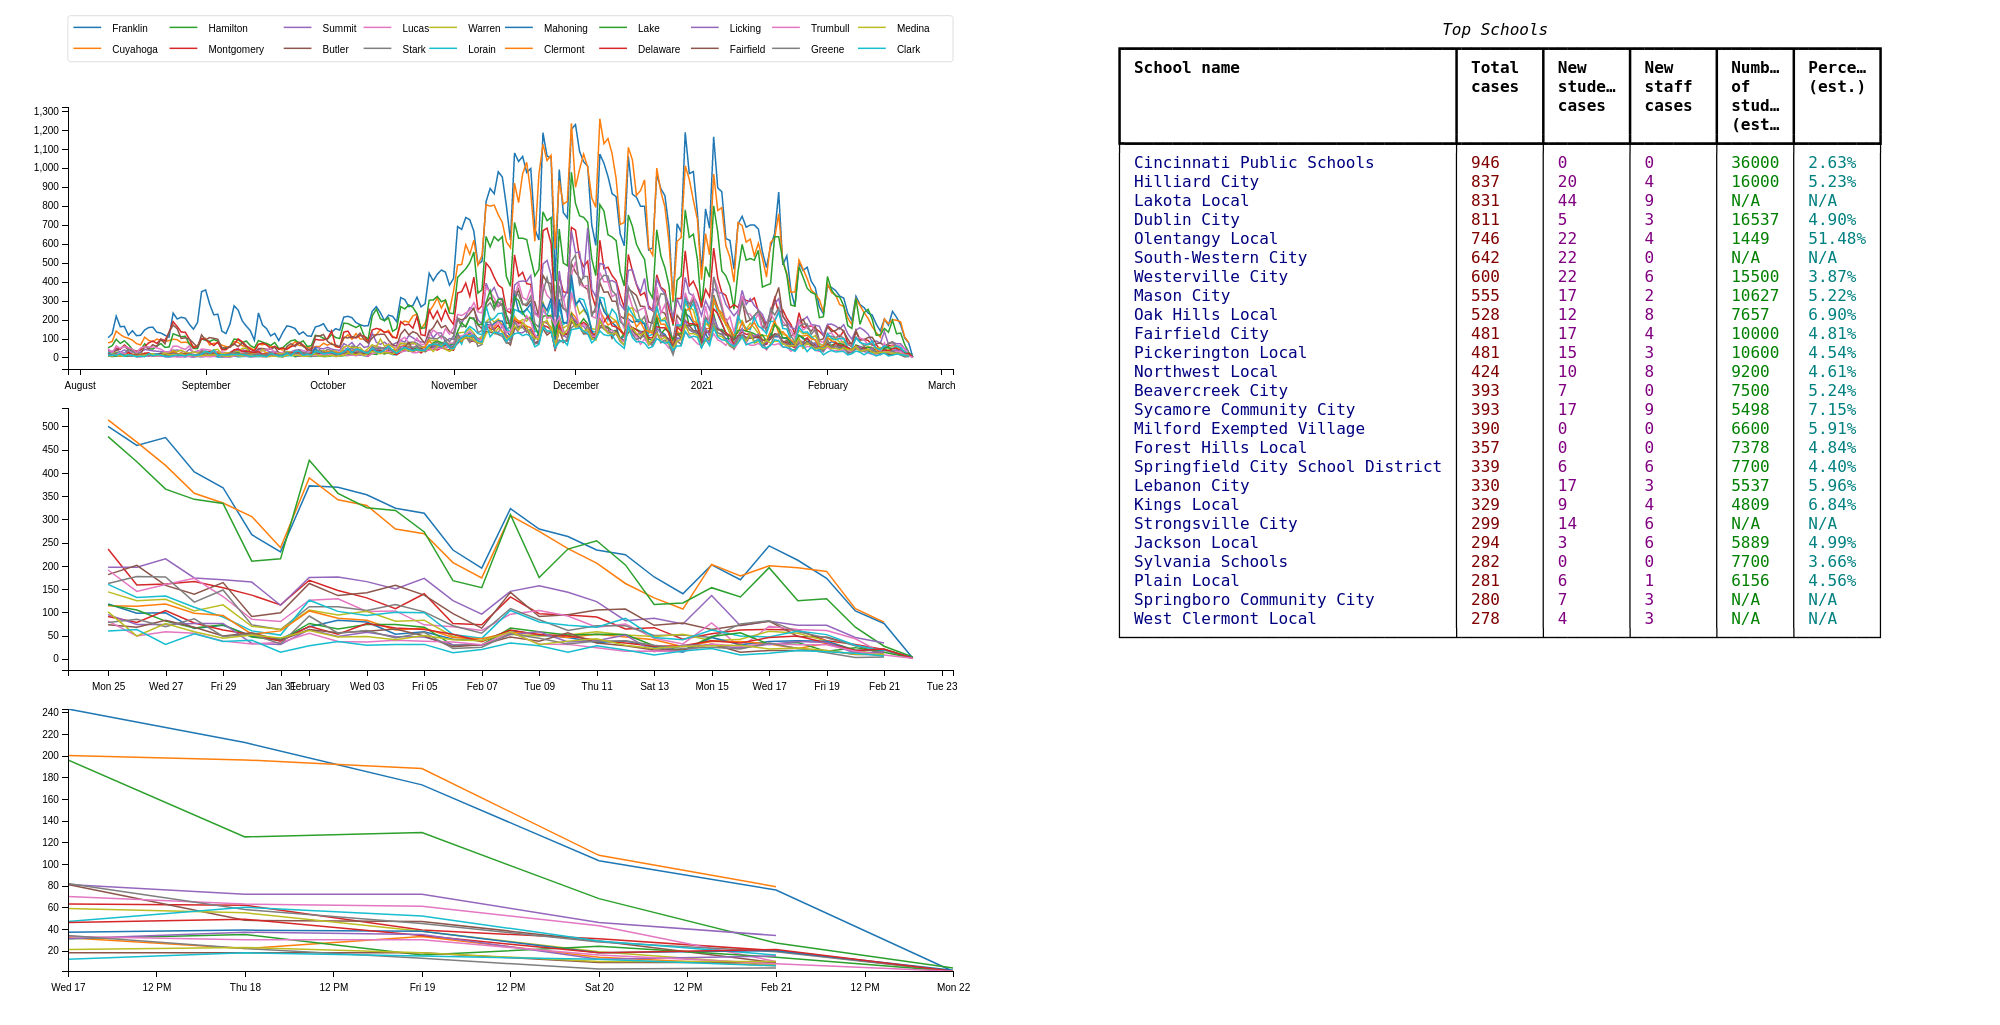 Franklin Hamilton Summit Lucas Warren Mahoning Lake Licking Trumbull Medina
Cuyahoga Montgomery Butler Stark Lorain Clermont Delaware Fairfield Greene Clark
1,300
1,200
1,100
1,000
900
800
700
600
500
400
300
200
100
0
August September October November December 2021 February March
500
450
400
350
300
250
200
150
100
50
0
Mon 25 Wed 27 Fri 29 Jan 31 February Wed 03 Fri 05 Feb 07 Tue 09 Thu 11 Sat 13 Mon 15 Wed 17 Fri 19 Feb 21 Tue 23
240
220
200
180
160
140
120
100
80
60
40
20
Wed 17 12 PM Thu 18 12 PM Fri 19 12 PM Sat 20 12 PM Feb 21 12 PM Mon 22
Top Schools
School name Total New New Numb… Perce…
cases stude… staff of (est.)
cases cases stud…
(est…
Cincinnati Public Schools 946 0 0 36000 2.63%
Hilliard City 837 20 4 16000 5.23%
Lakota Local 831 44 9 N/A N/A
Dublin City 811 5 3 16537 4.90%
Olentangy Local 746 22 4 1449 51.48%
South-Western City 642 22 0 N/A N/A
Westerville City 600 22 6 15500 3.87%
Mason City 555 17 2 10627 5.22%
Oak Hills Local 528 12 8 7657 6.90%
Fairfield City 481 17 4 10000 4.81%
Pickerington Local 481 15 3 10600 4.54%
Northwest Local 424 10 8 9200 4.61%
Beavercreek City 393 7 0 7500 5.24%
Sycamore Community City 393 17 9 5498 7.15%
Milford Exempted Village 390 0 0 6600 5.91%
Forest Hills Local 357 0 0 7378 4.84%
Springfield City School District 339 6 6 7700 4.40%
Lebanon City 330 17 3 5537 5.96%
Kings Local 329 9 4 4809 6.84%
Strongsville City 299 14 6 N/A N/A
Jackson Local 294 3 6 5889 4.99%
Sylvania Schools 282 0 0 7700 3.66%
Plain Local 281 6 1 6156 4.56%
Springboro Community City 280 7 3 N/A N/A
West Clermont Local 278 4 3 N/A N/A